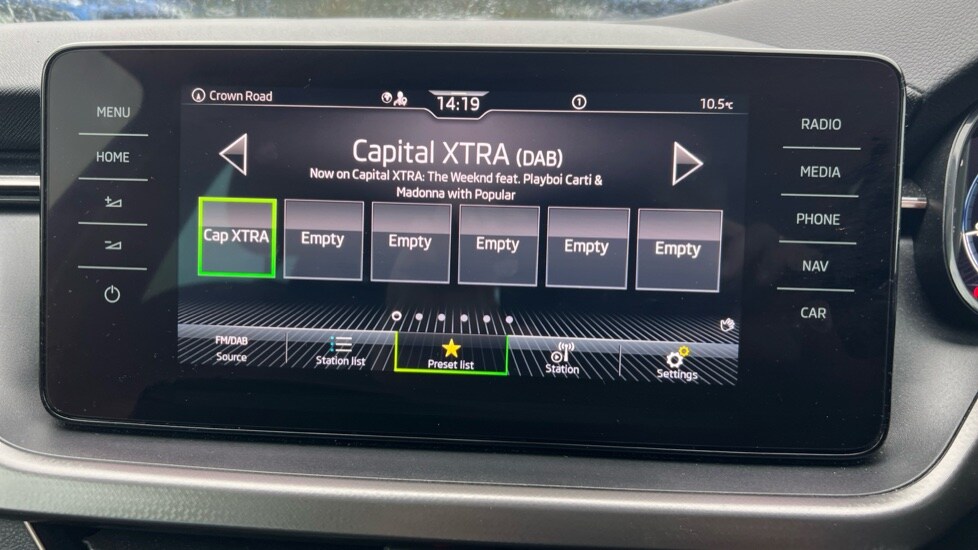 Crown Road
14:19
1
10.5°C
MENU
HOME
RADIO
MEDIA
PHONE
NAV
CAR
Capital XTRA (DAB)
Now on Capital XTRA: The Weeknd feat. Playboi Carti &
Madonna with Popular
Cap XTRA
Empty
Empty
Empty
Empty
Empty
FM/DAB
Source
Station list
Preset list
Station
Settings